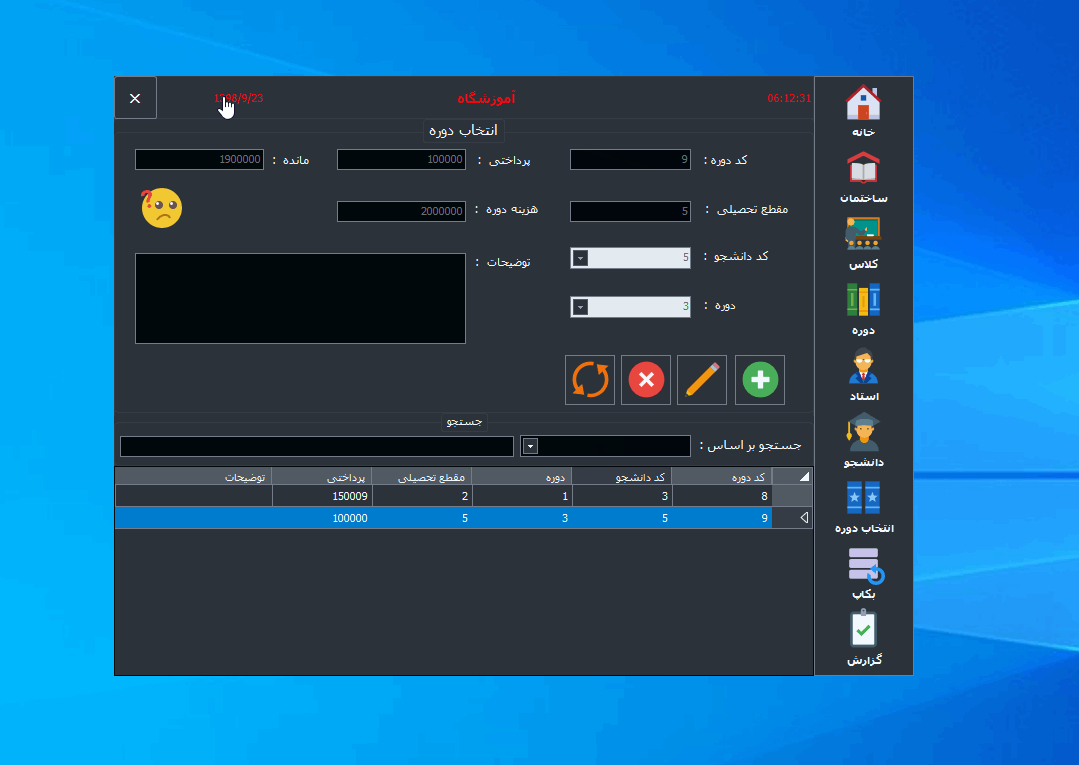 06:12:31
آموزشگاه
1398/9/23
انتخاب دوره
کد دوره : 9
پرداختی : 100000
مانده : 1900000
مقطع تحصیلی : 5
هزینه دوره : 2000000
کد دانشجو : 5
توضیحات :
دوره : 3
جستجو
جستجو بر اساس :
کد دوره کد دانشجو دوره مقطع تحصیلی پرداختی توضیحات
8 3 1 2 150009
9 5 3 5 100000
خانه
ساختمان
کلاس
دوره
استاد
دانشجو
انتخاب دوره
بکاپ
گزارش